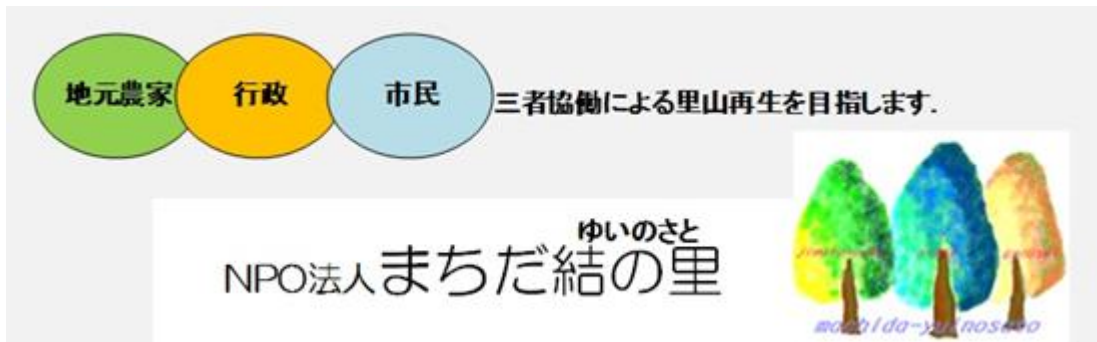 地元農家 行政 市民 三者協働による里山再生を目指します.
ゆいのさと
NPO法人まちだ結の里
machida-yuinosato